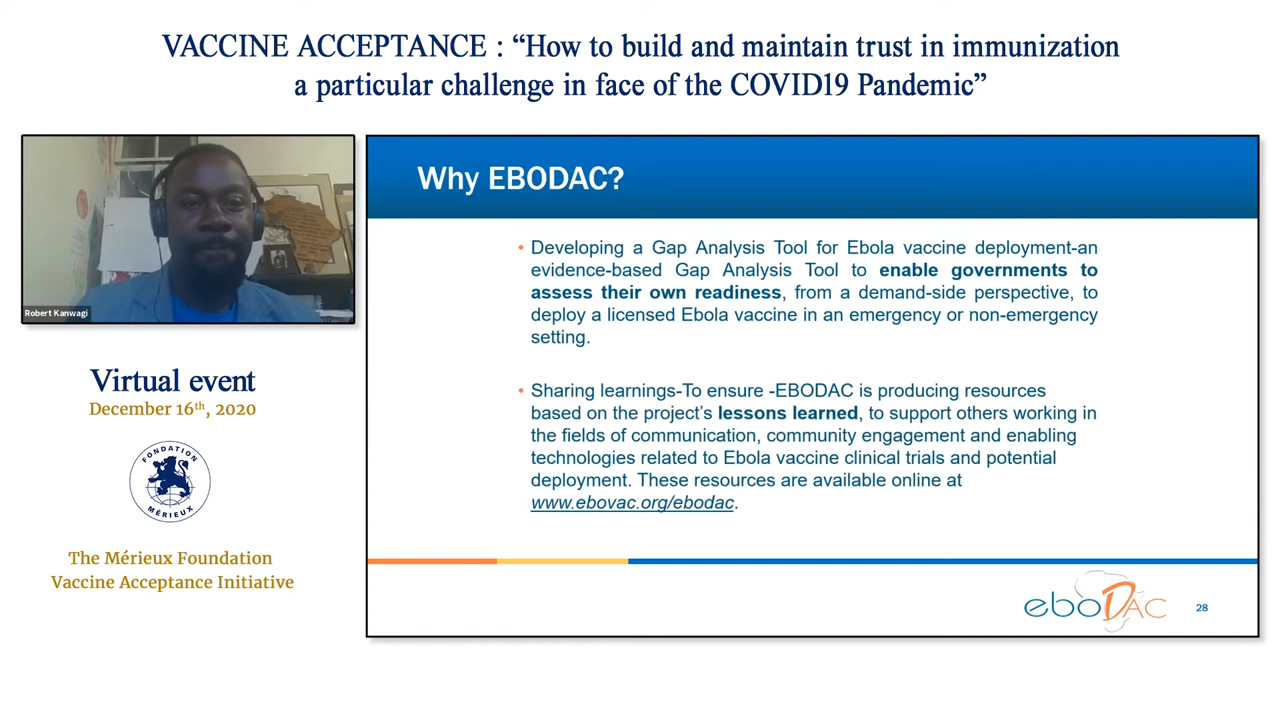 VACCINE ACCEPTANCE : “How to build and maintain trust in immunization
a particular challenge in face of the COVID19 Pandemic”
Robert Kanwagi
Virtual event
December 16th, 2020
FONDATION
MÉRIEUX
The Mérieux Foundation
Vaccine Acceptance Initiative
Why EBODAC?
• Developing a Gap Analysis Tool for Ebola vaccine deployment-an
evidence-based Gap Analysis Tool to enable governments to
assess their own readiness, from a demand-side perspective, to
deploy a licensed Ebola vaccine in an emergency or non-emergency
setting.
• Sharing learnings-To ensure -EBODAC is producing resources
based on the project’s lessons learned, to support others working in
the fields of communication, community engagement and enabling
technologies related to Ebola vaccine clinical trials and potential
deployment. These resources are available online at
www.ebovac.org/ebodac.
eboDAC
28